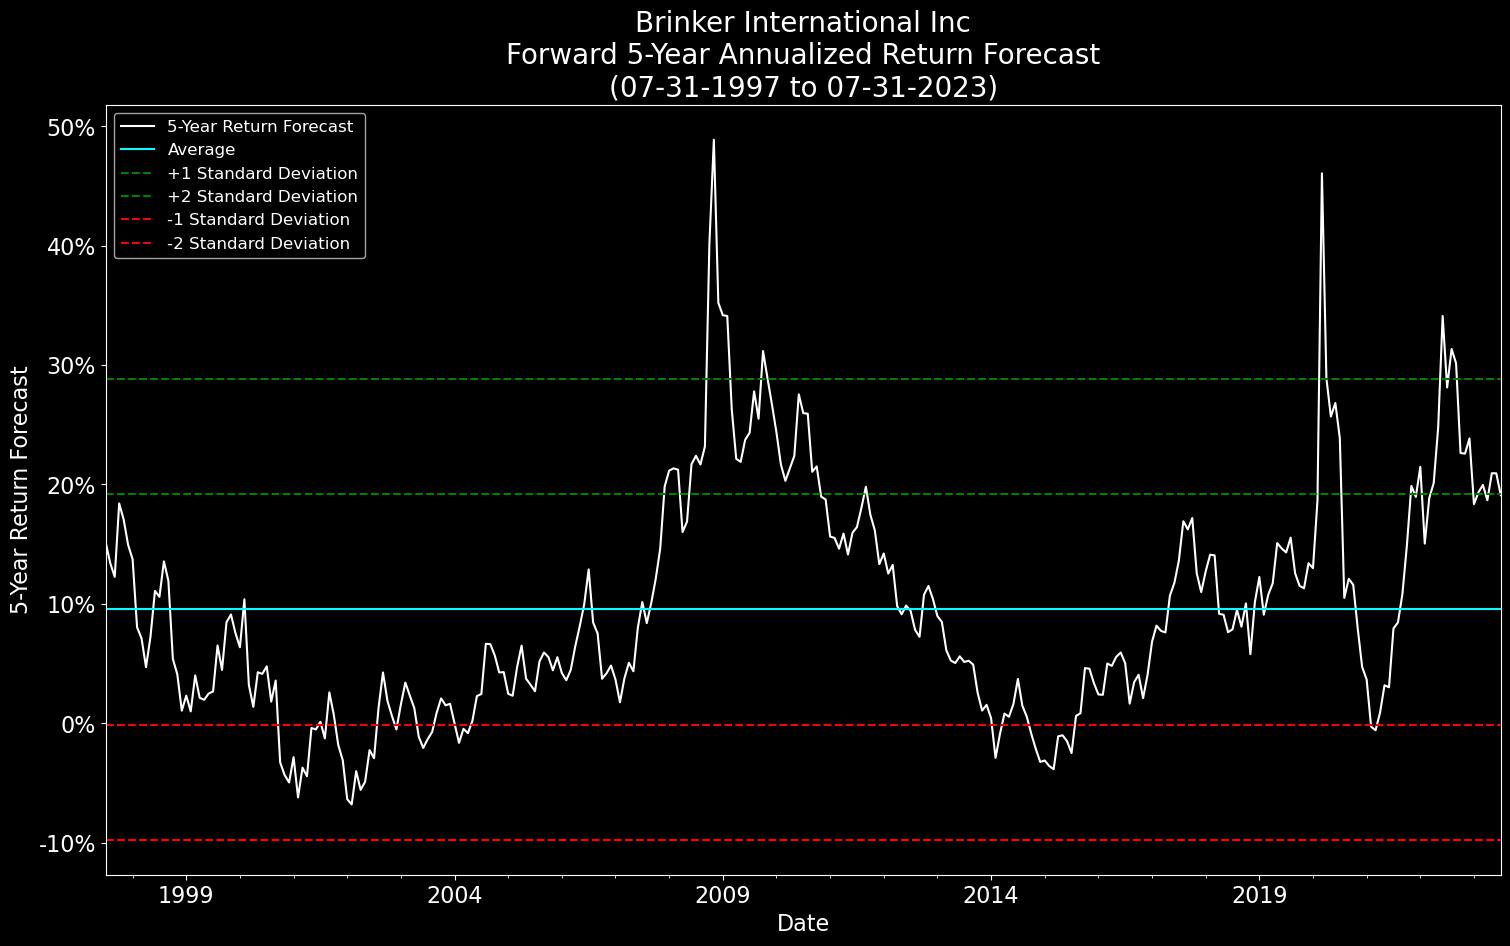 Brinker International Inc
Forward 5-Year Annualized Return Forecast
(07-31-1997 to 07-31-2023)
5-Year Return Forecast
Average
+1 Standard Deviation
+2 Standard Deviation
-1 Standard Deviation
-2 Standard Deviation
50%
40%
30%
20%
10%
0%
-10%
5-Year Return Forecast
1999
2004
2009
2014
2019
Date